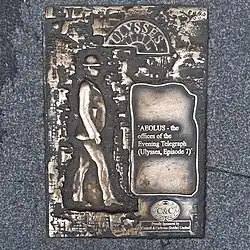 ULYSSES
'AEOLUS - the
offices of the
Evening Telegraph
(Ulysses, Episode 7)'
C&C